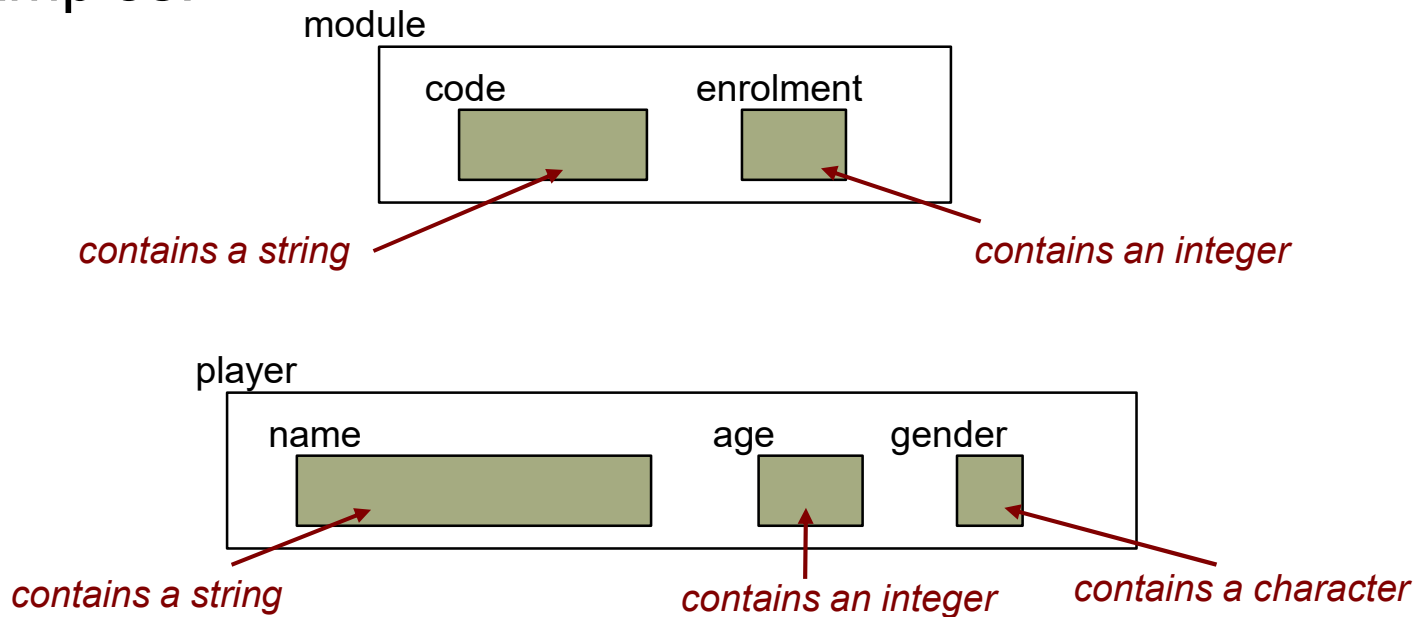 module
code enrolment
contains a string contains an integer
player
name age gender
contains a string contains an integer contains a character